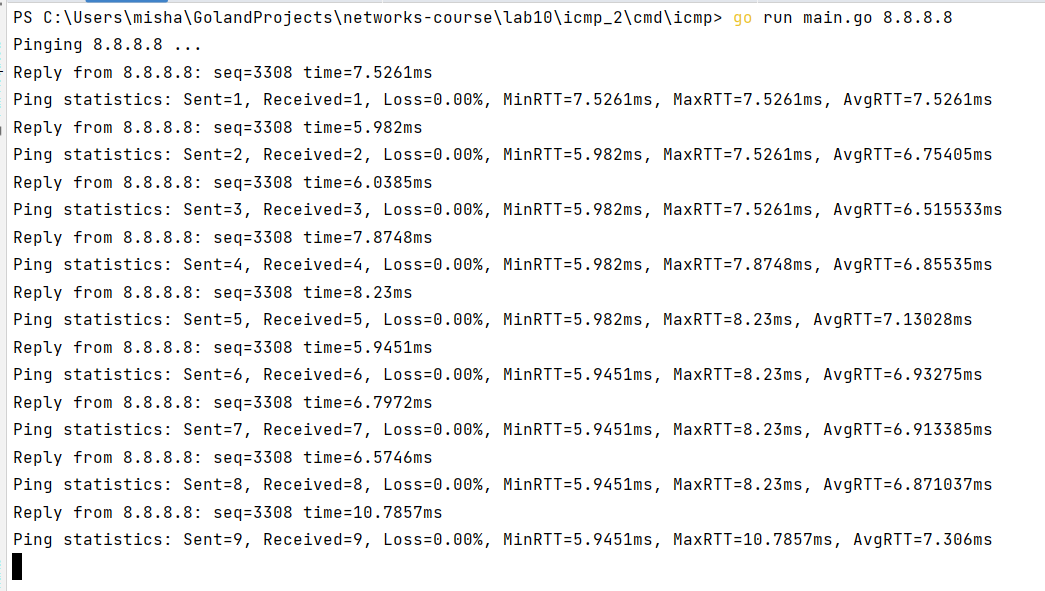 PS C:\Users\misha\GolandProjects\networks-course\lab10\icmp_2\cmd\icmp> go run main.go 8.8.8.8
Pinging 8.8.8.8 ...
Reply from 8.8.8.8: seq=3308 time=7.5261ms
Ping statistics: Sent=1, Received=1, Loss=0.00%, MinRTT=7.5261ms, MaxRTT=7.5261ms, AvgRTT=7.5261ms
Reply from 8.8.8.8: seq=3308 time=5.982ms
Ping statistics: Sent=2, Received=2, Loss=0.00%, MinRTT=5.982ms, MaxRTT=7.5261ms, AvgRTT=6.75405ms
Reply from 8.8.8.8: seq=3308 time=6.0385ms
Ping statistics: Sent=3, Received=3, Loss=0.00%, MinRTT=5.982ms, MaxRTT=7.5261ms, AvgRTT=6.515533ms
Reply from 8.8.8.8: seq=3308 time=7.8748ms
Ping statistics: Sent=4, Received=4, Loss=0.00%, MinRTT=5.982ms, MaxRTT=7.8748ms, AvgRTT=6.85535ms
Reply from 8.8.8.8: seq=3308 time=8.23ms
Ping statistics: Sent=5, Received=5, Loss=0.00%, MinRTT=5.982ms, MaxRTT=8.23ms, AvgRTT=7.13028ms
Reply from 8.8.8.8: seq=3308 time=5.9451ms
Ping statistics: Sent=6, Received=6, Loss=0.00%, MinRTT=5.9451ms, MaxRTT=8.23ms, AvgRTT=6.93275ms
Reply from 8.8.8.8: seq=3308 time=6.7972ms
Ping statistics: Sent=7, Received=7, Loss=0.00%, MinRTT=5.9451ms, MaxRTT=8.23ms, AvgRTT=6.913385ms
Reply from 8.8.8.8: seq=3308 time=6.5746ms
Ping statistics: Sent=8, Received=8, Loss=0.00%, MinRTT=5.9451ms, MaxRTT=8.23ms, AvgRTT=6.871037ms
Reply from 8.8.8.8: seq=3308 time=10.7857ms
Ping statistics: Sent=9, Received=9, Loss=0.00%, MinRTT=5.9451ms, MaxRTT=10.7857ms, AvgRTT=7.306ms